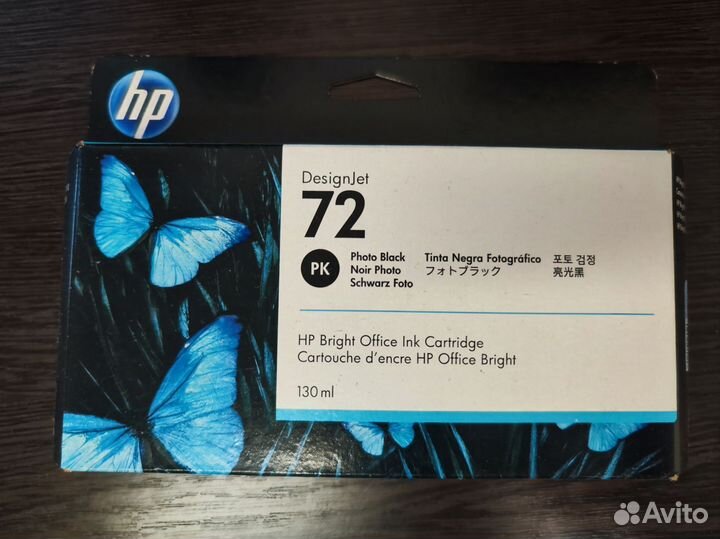 hp
DesignJet
72
PK
Photo Black
Noir Photo
Schwarz Foto
Tinta Negra Fotográfico
フォトブラック
포토 검정
亮光黑
HP Bright Office Ink Cartridge
Cartouche d'encre HP Office Bright
130 ml
Avito